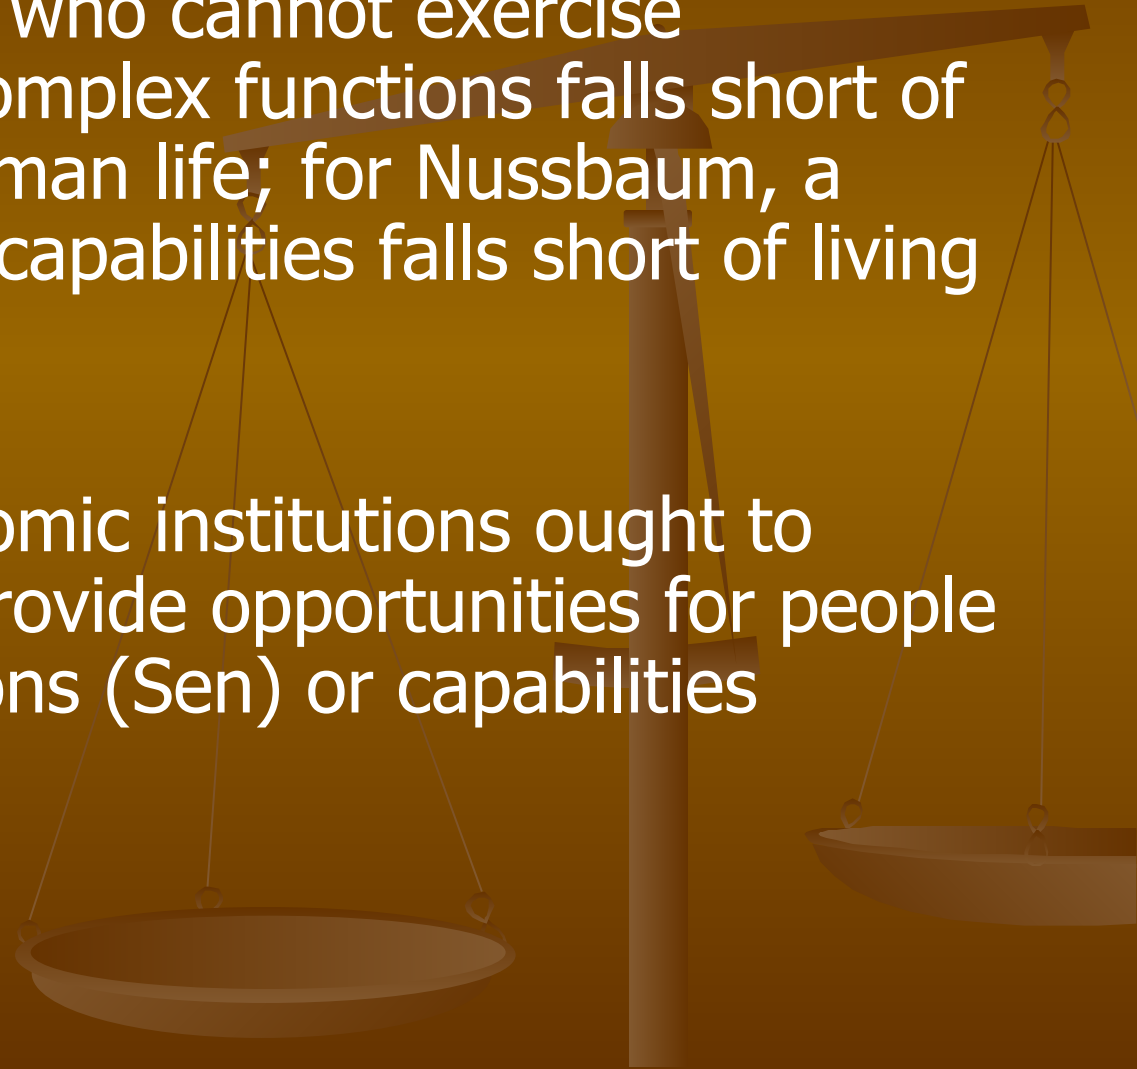 who cannot exercise
omplex functions falls short of
man life; for Nussbaum, a
capabilities falls short of living
omic institutions ought to
rovide opportunities for people
ons (Sen) or capabilities